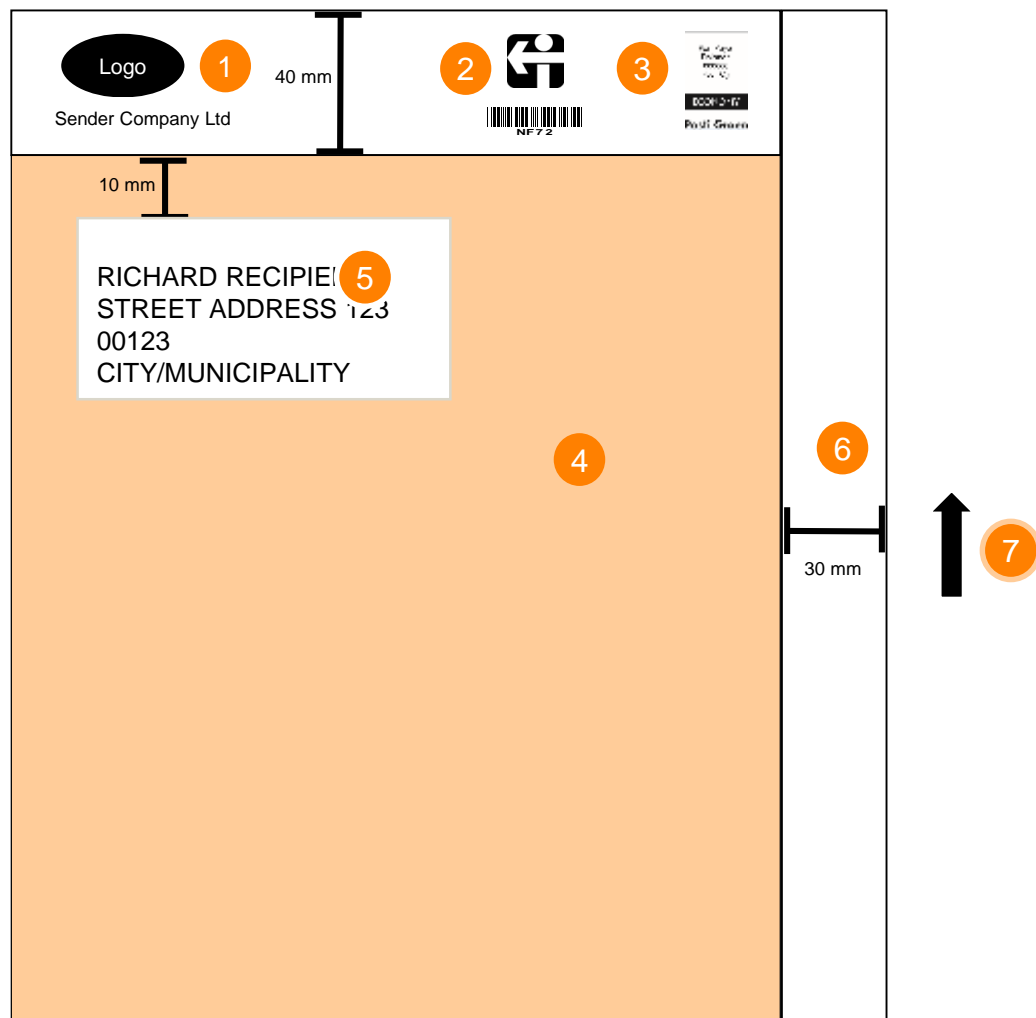 Logo
1
Sender Company Ltd
40 mm
2
NF72
3
ECONOMY
Posti Green
10 mm
RICHARD
5
STREET ADDRESS 123
00123
CITY/MUNICIPALITY
4
6
30 mm
7